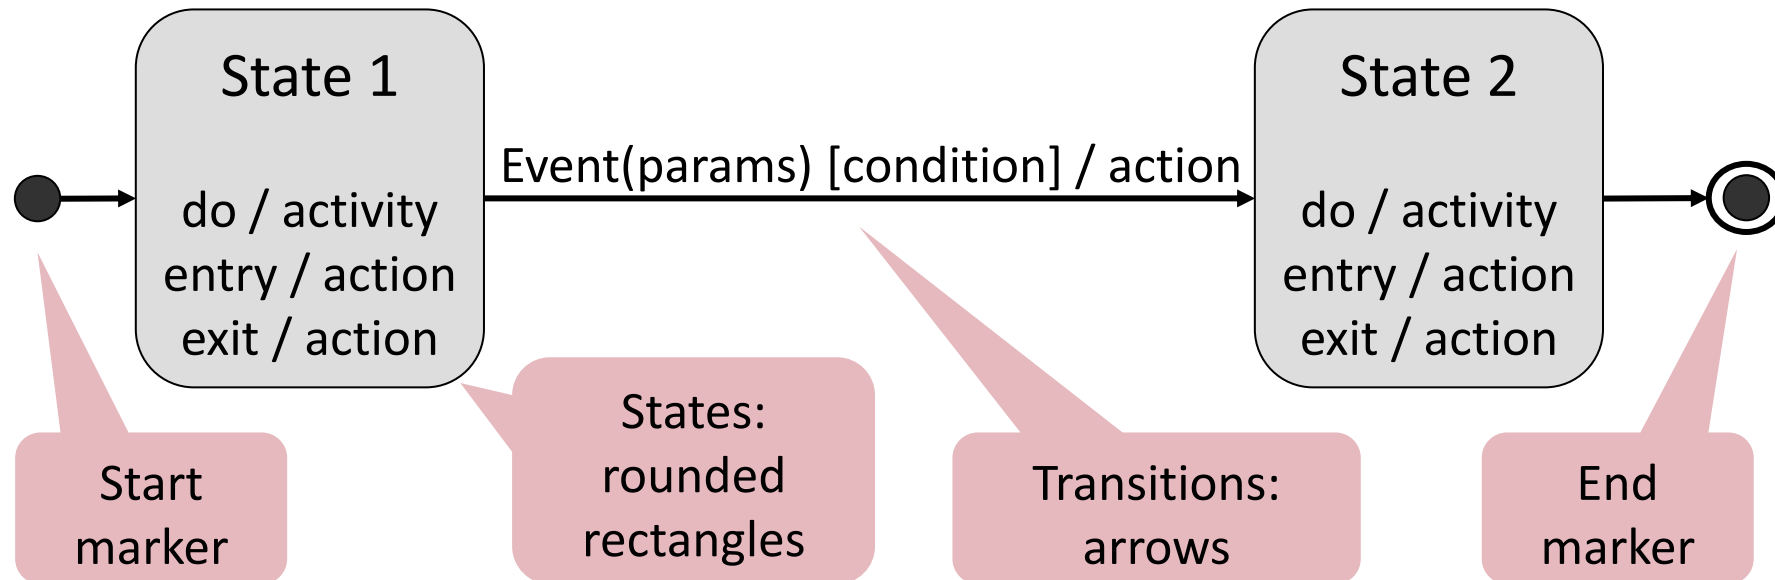 State 1
do / activity
entry / action
exit / action
Event(params) [condition] / action
State 2
do / activity
entry / action
exit / action
Start
marker
States:
rounded
rectangles
Transitions:
arrows
End
marker